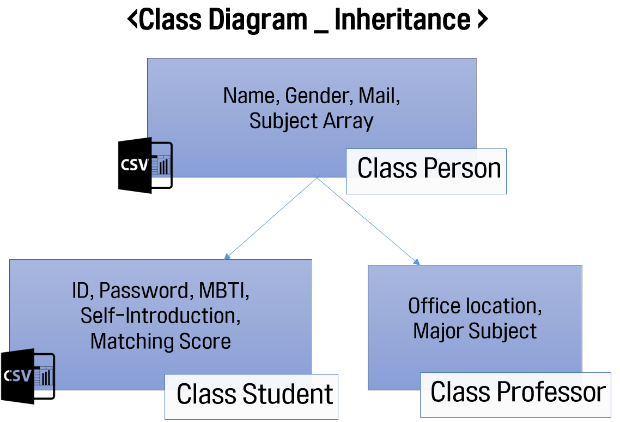 <Class Diagram _ Inheritance >
Name, Gender, Mail,
Subject Array
CSV
Class Person
ID, Password, MBTI,
Self-Introduction,
Matching Score
CSV
Class Student
Office location,
Major Subject
Class Professor